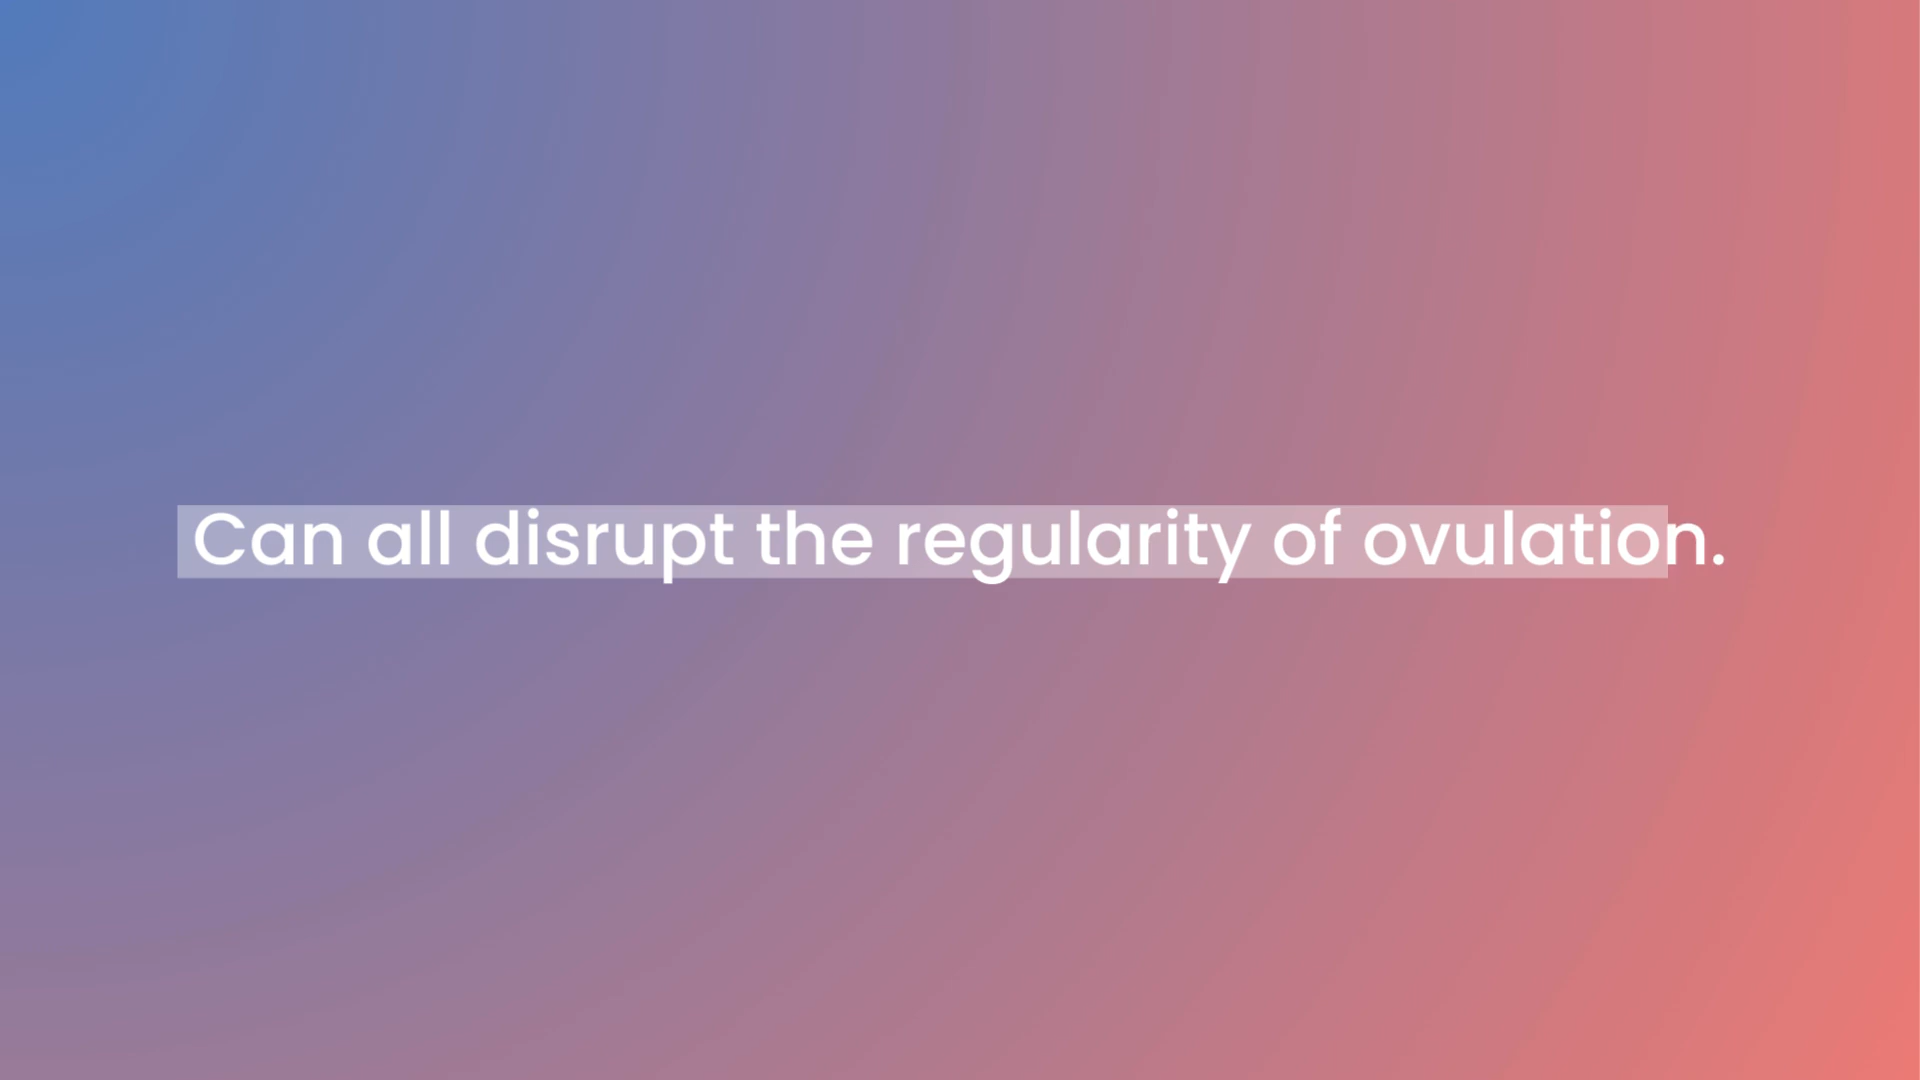 Can all disrupt the regularity of ovulation.